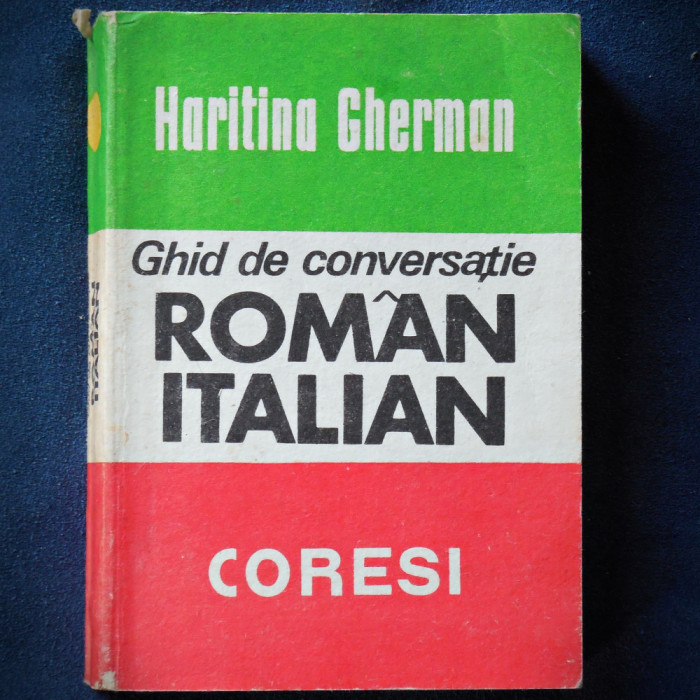 Haritina Gherman
Ghid de conversaţie
ROMÂN
ITALIAN
CORESI